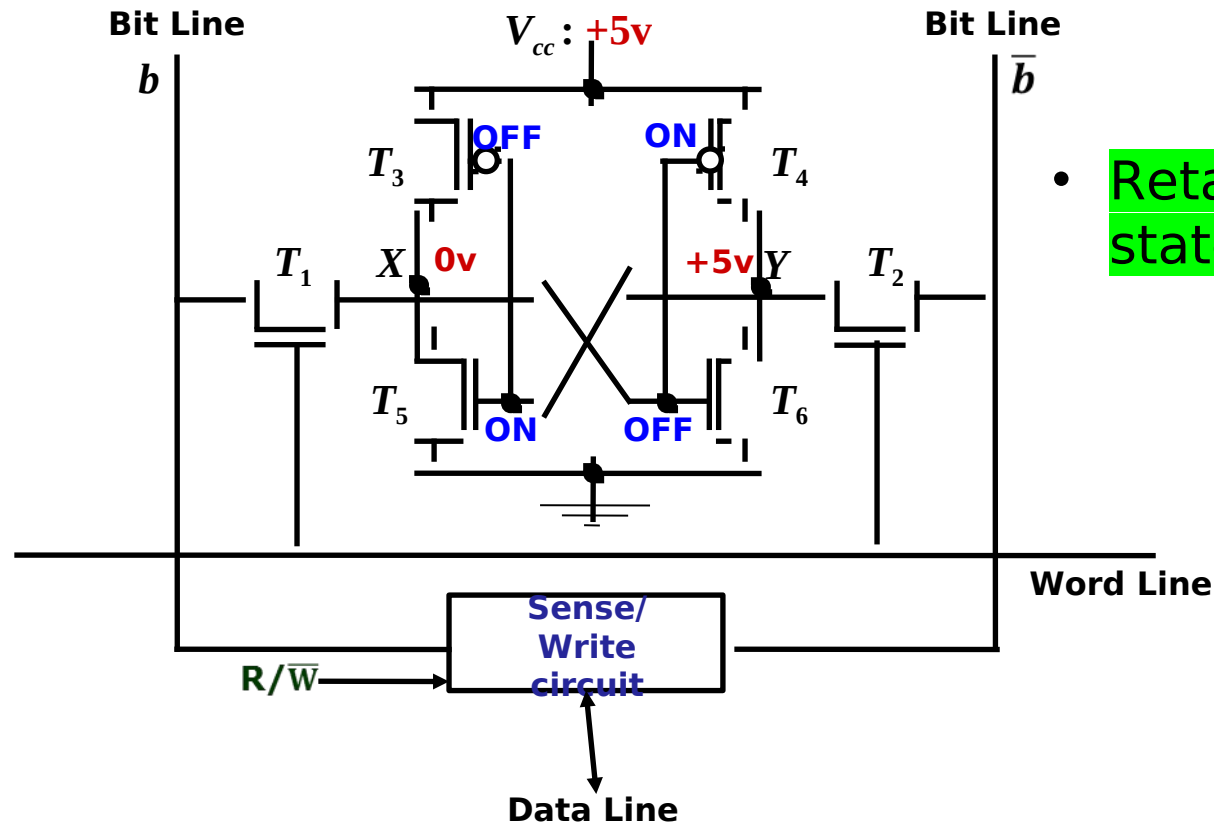 Bit Line
V_cc : +5v
Bit Line
b
b̅
OFF
ON
T₃
T₄
• Reta
stat
T₁
X
0v
+5v
Y
T₂
T₅
T₆
ON
OFF
Word Line
Sense/
Write
circuit
R/W̅
Data Line